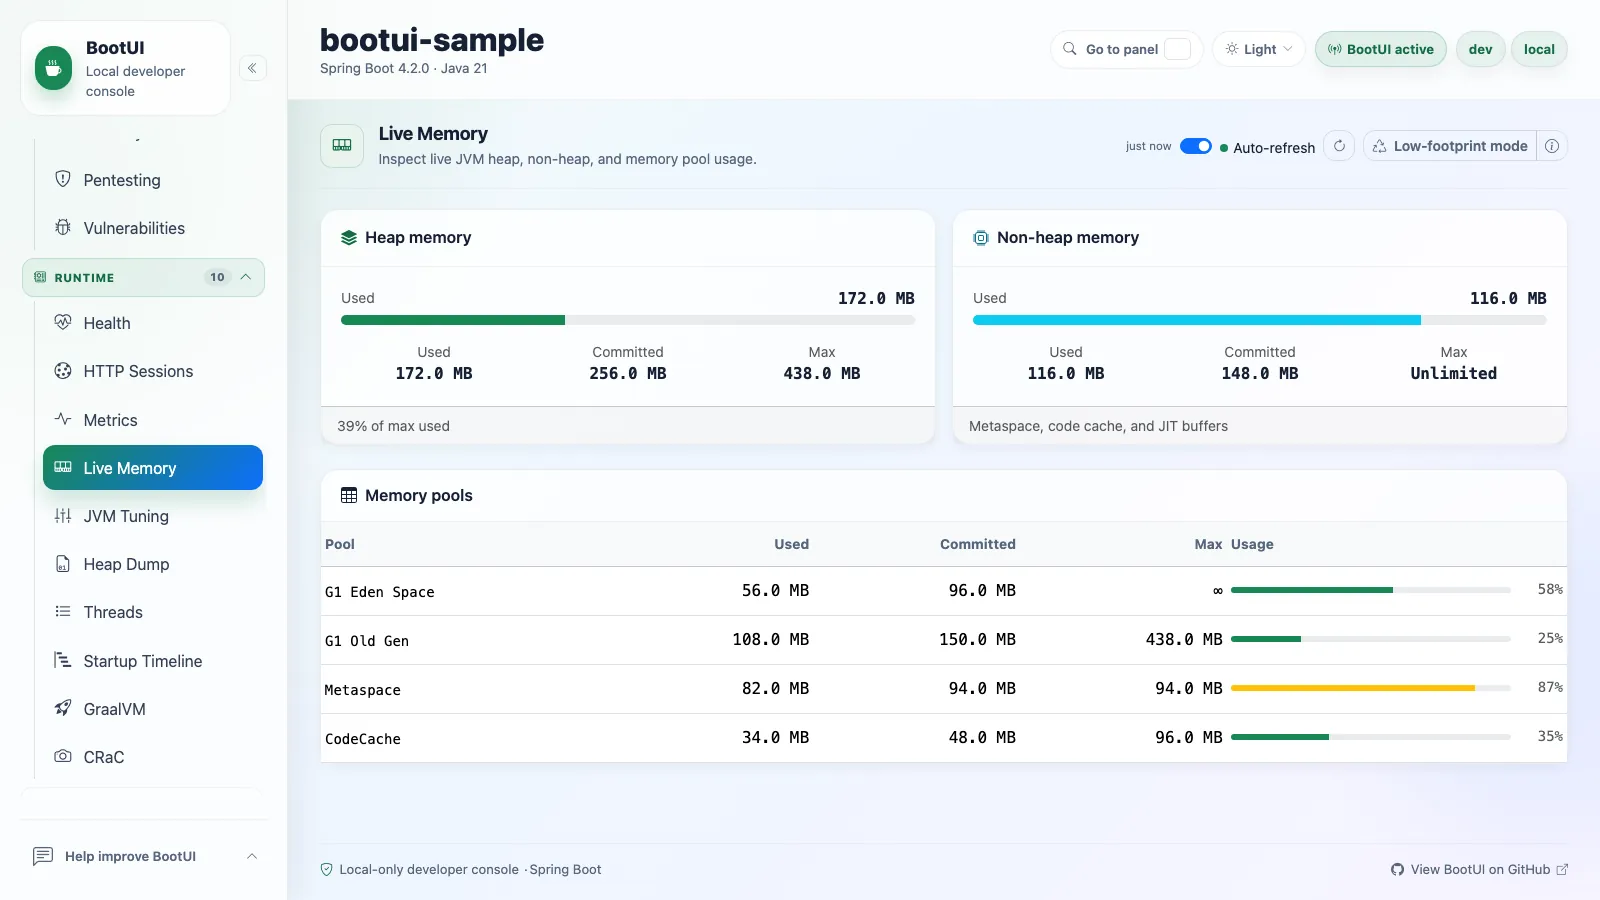 BootUI
Local developer
console
Pentesting
Vulnerabilities
RUNTIME 10
Health
HTTP Sessions
Metrics
Live Memory
JVM Tuning
Heap Dump
Threads
Startup Timeline
GraalVM
CRaC
Help improve BootUI
bootui-sample
Spring Boot 4.2.0 · Java 21
Go to panel
Light
BootUI active
dev
local
Live Memory
Inspect live JVM heap, non-heap, and memory pool usage.
just now
Auto-refresh
Low-footprint mode
Heap memory
Used 172.0 MB
Used Committed Max
172.0 MB 256.0 MB 438.0 MB
39% of max used
Non-heap memory
Used 116.0 MB
Used Committed Max
116.0 MB 148.0 MB Unlimited
Metaspace, code cache, and JIT buffers
Memory pools
Pool Used Committed Max Usage
G1 Eden Space 56.0 MB 96.0 MB ∞ 58%
G1 Old Gen 108.0 MB 150.0 MB 438.0 MB 25%
Metaspace 82.0 MB 94.0 MB 94.0 MB 87%
CodeCache 34.0 MB 48.0 MB 96.0 MB 35%
Local-only developer console · Spring Boot
View BootUI on GitHub